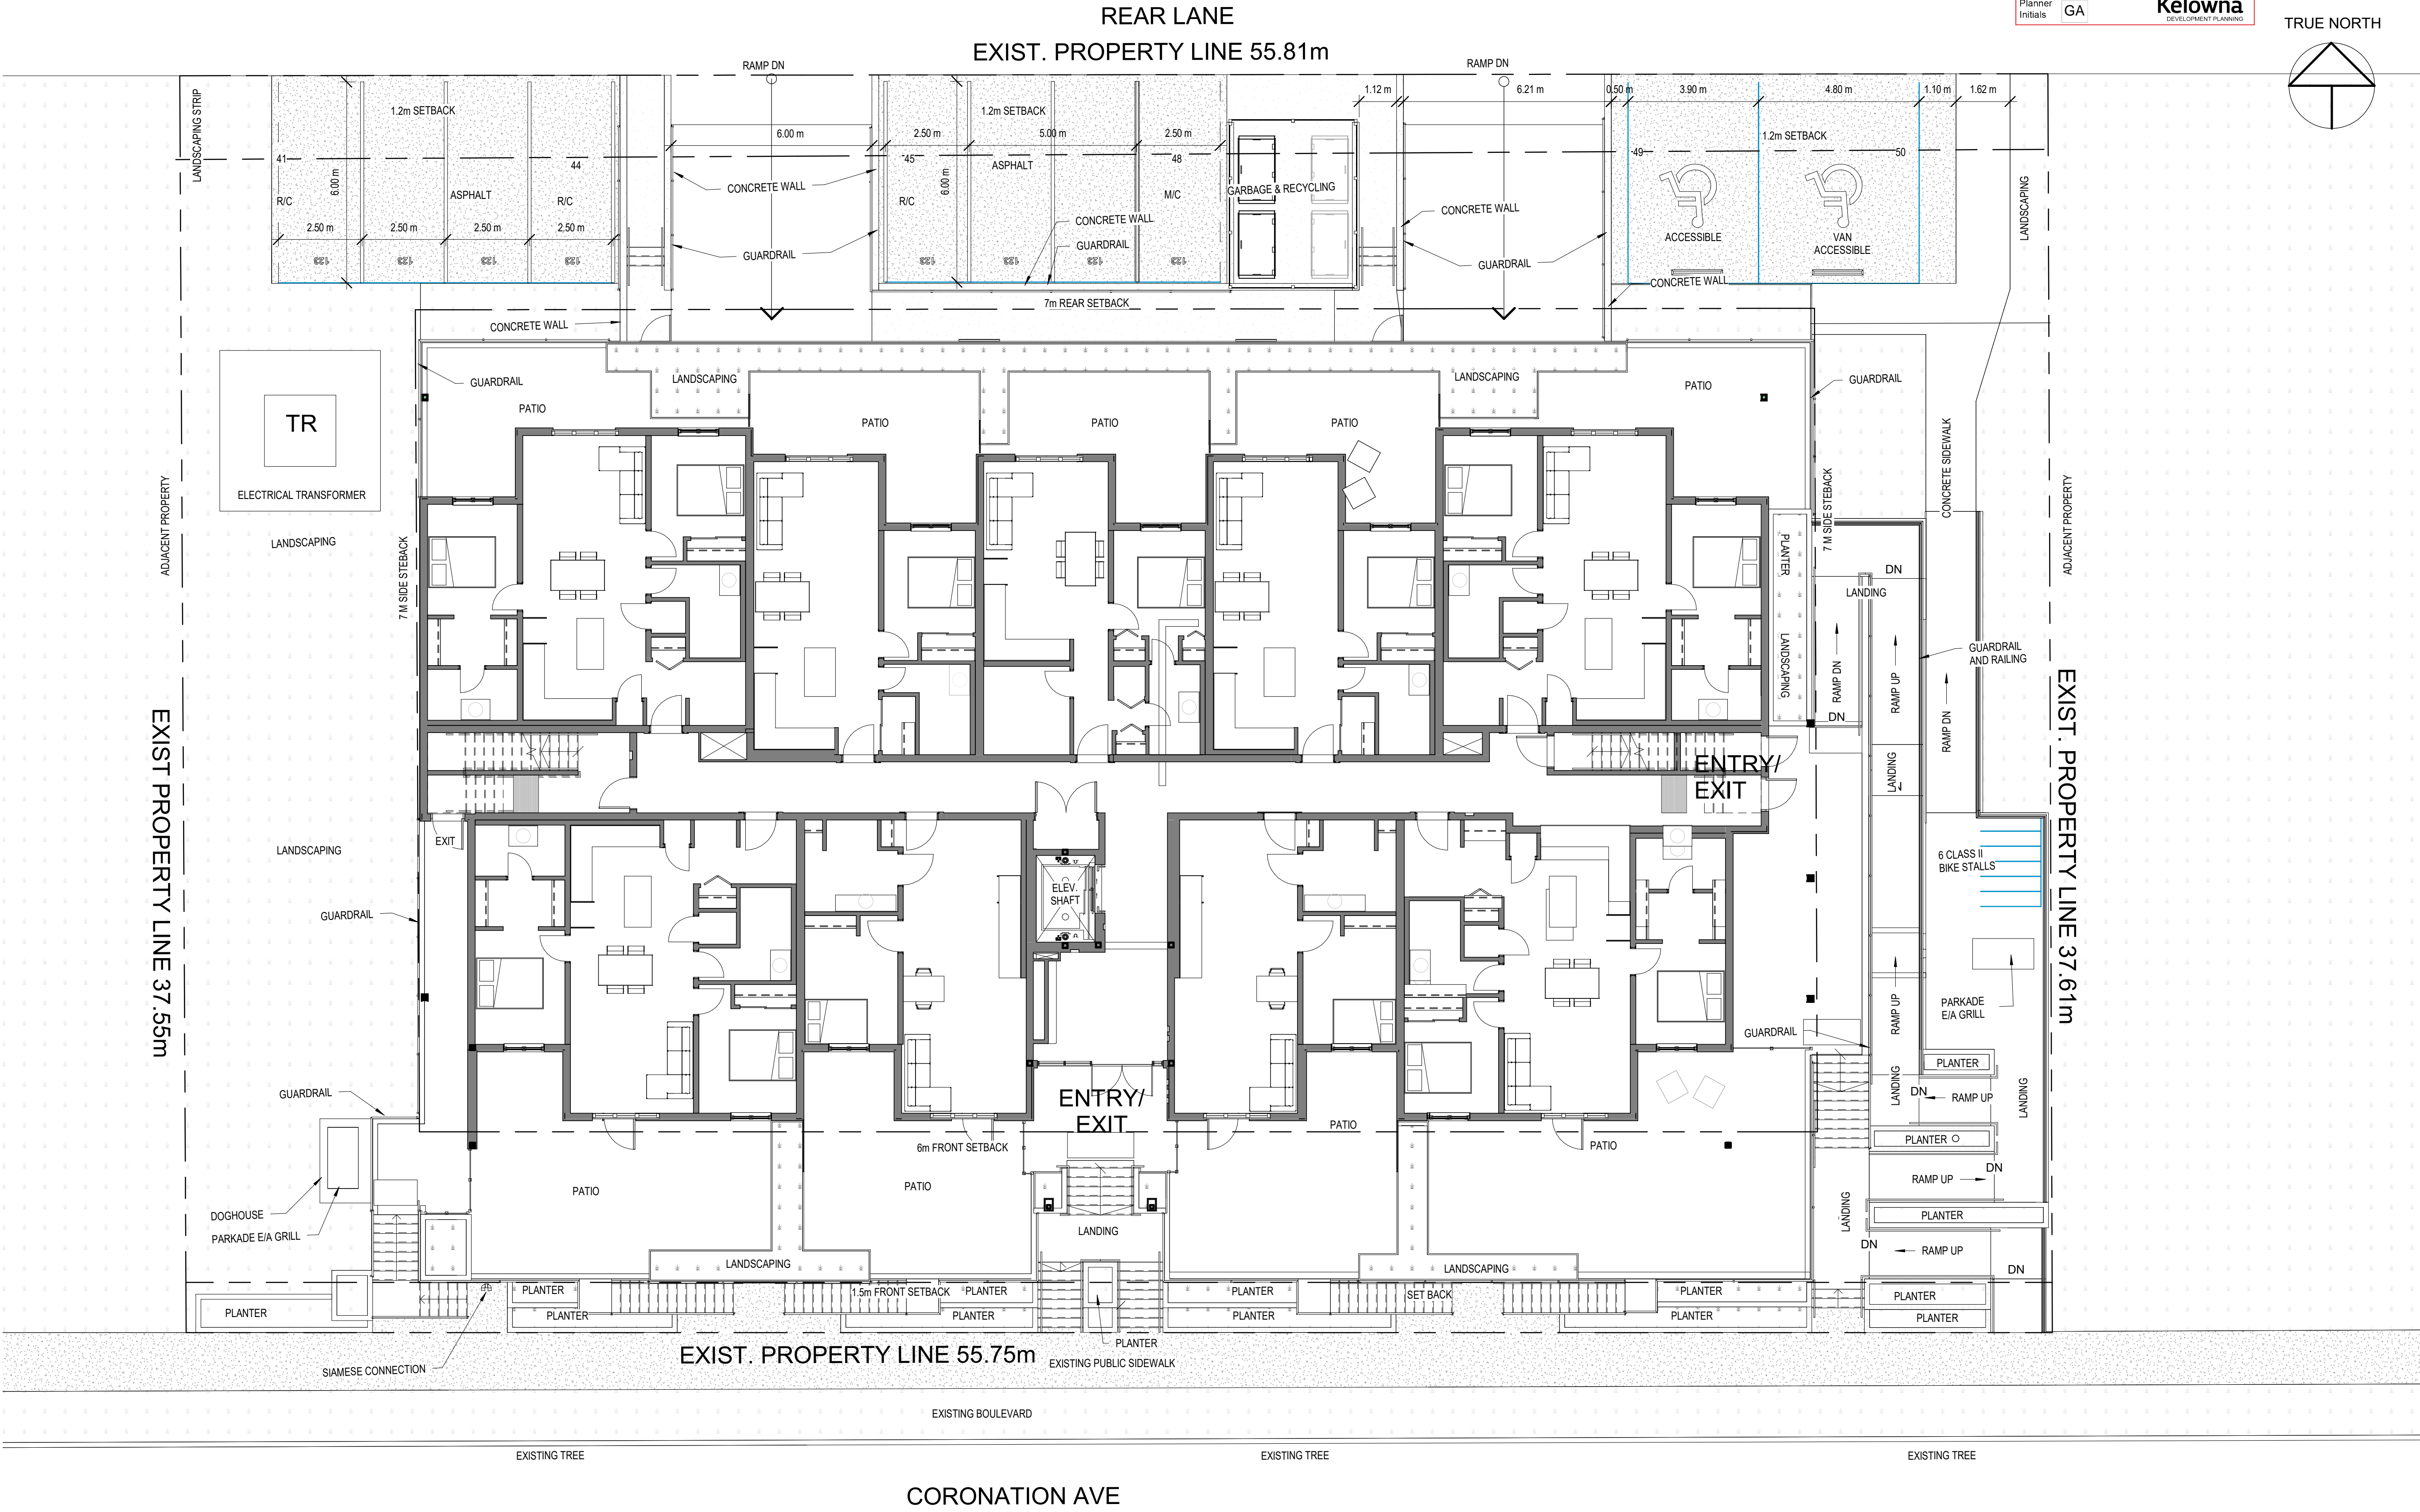 REAR LANE
EXIST. PROPERTY LINE 55.81m
Planner
Initials
GA
Kelowna
DEVELOPMENT PLANNING
TRUE NORTH
RAMP DN
RAMP DN
LANDSCAPING STRIP
1.2m SETBACK
6.00 m
1.2m SETBACK
2.50 m
5.00 m
2.50 m
1.12 m
6.21 m
0.50 m
3.90 m
4.80 m
1.10 m
1.62 m
1.2m SETBACK
41
44
45
48
49
50
6.00 m
ASPHALT
R/C
R/C
2.50 m
2.50 m
2.50 m
2.50 m
123
123
123
123
CONCRETE WALL
GUARDRAIL
ASPHALT
6.00 m
R/C
M/C
CONCRETE WALL
GUARDRAIL
123
123
123
123
GARBAGE & RECYCLING
CONCRETE WALL
GUARDRAIL
ACCESSIBLE
VAN
ACCESSIBLE
CONCRETE WALL
LANDSCAPING
7m REAR SETBACK
CONCRETE WALL
TR
ELECTRICAL TRANSFORMER
LANDSCAPING
ADJACENT PROPERTY
7 M SIDE STEBACK
GUARDRAIL
PATIO
LANDSCAPING
PATIO
PATIO
PATIO
LANDSCAPING
PATIO
GUARDRAIL
7 M SIDE STEBACK
CONCRETE SIDEWALK
ADJACENT PROPERTY
PLANTER
LANDSCAPING
DN
LANDING
RAMP DN
RAMP UP
RAMP DN
DN
GUARDRAIL
AND RAILING
LANDING
ENTRY/
EXIT
EXIST PROPERTY LINE 37.55m
EXIST. PROPERTY LINE 37.61m
LANDSCAPING
EXIT
GUARDRAIL
ELEV.
SHAFT
6 CLASS II
BIKE STALLS
PARKADE
E/A GRILL
RAMP UP
GUARDRAIL
PLANTER
LANDING
DN
RAMP UP
LANDING
PLANTER
DN
RAMP UP
PLANTER
LANDING
DN
RAMP UP
DN
PLANTER
PLANTER
GUARDRAIL
DOGHOUSE
PARKADE E/A GRILL
ENTRY/
EXIT
6m FRONT SETBACK
PATIO
PATIO
PATIO
PATIO
LANDING
LANDSCAPING
LANDSCAPING
PLANTER
PLANTER
PLANTER
1.5m FRONT SETBACK
PLANTER
PLANTER
PLANTER
PLANTER
SET BACK
PLANTER
PLANTER
PLANTER
SIAMESE CONNECTION
EXIST. PROPERTY LINE 55.75m
EXISTING PUBLIC SIDEWALK
EXISTING BOULEVARD
EXISTING TREE
EXISTING TREE
EXISTING TREE
CORONATION AVE